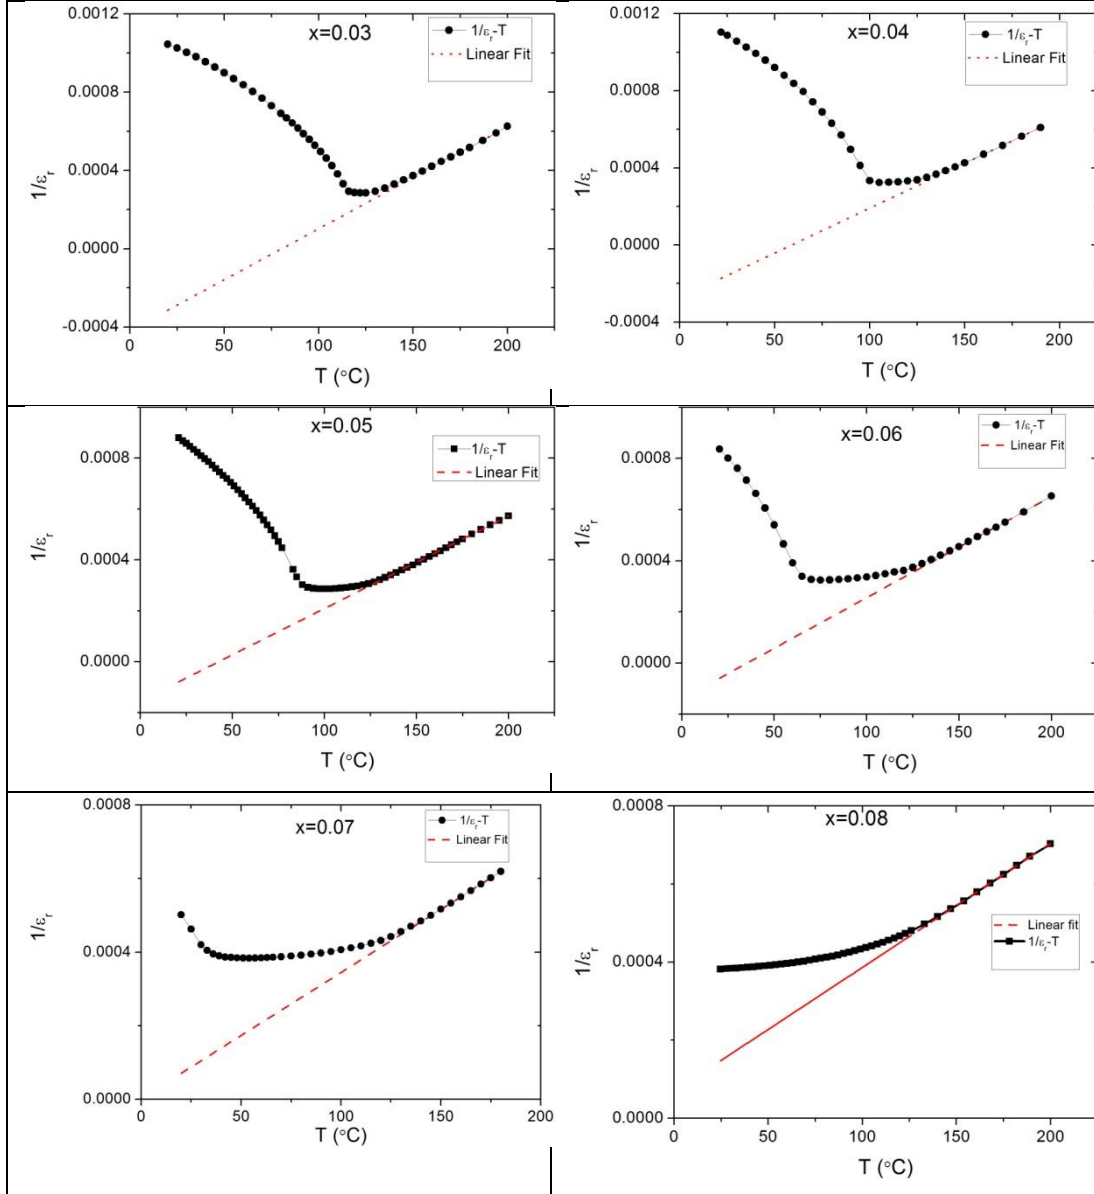 x=0.03
1/εr-T
Linear Fit
0.0012
0.0008
0.0004
0.0000
-0.0004
1/εr
0 50 100 150 200
T (°C)
x=0.04
1/εr-T
Linear Fit
0.0012
0.0008
0.0004
0.0000
-0.0004
1/εr
0 50 100 150 200
T (°C)
x=0.05
1/εr-T
Linear Fit
0.0008
0.0004
0.0000
1/εr
0 50 100 150 200
T (°C)
x=0.06
1/εr-T
Linear Fit
0.0008
0.0004
0.0000
1/εr
0 50 100 150 200
T (°C)
x=0.07
1/εr-T
Linear Fit
0.0008
0.0004
0.0000
1/εr
0 50 100 150 200
T (°C)
x=0.08
Linear fit
1/εr-T
0.0008
0.0004
0.0000
1/εr
0 50 100 150 200
T (°C)